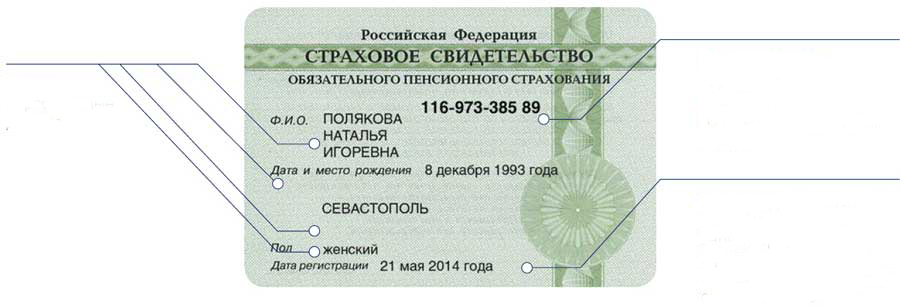 Российская Федерация
СТРАХОВОЕ СВИДЕТЕЛЬСТВО
ОБЯЗАТЕЛЬНОГО ПЕНСИОННОГО СТРАХОВАНИЯ
116-973-385 89
Ф.И.О. ПОЛЯКОВА
НАТАЛЬЯ
ИГОРЕВНА
Дата и место рождения 8 декабря 1993 года
СЕВАСТОПОЛЬ
Пол женский
Дата регистрации 21 мая 2014 года